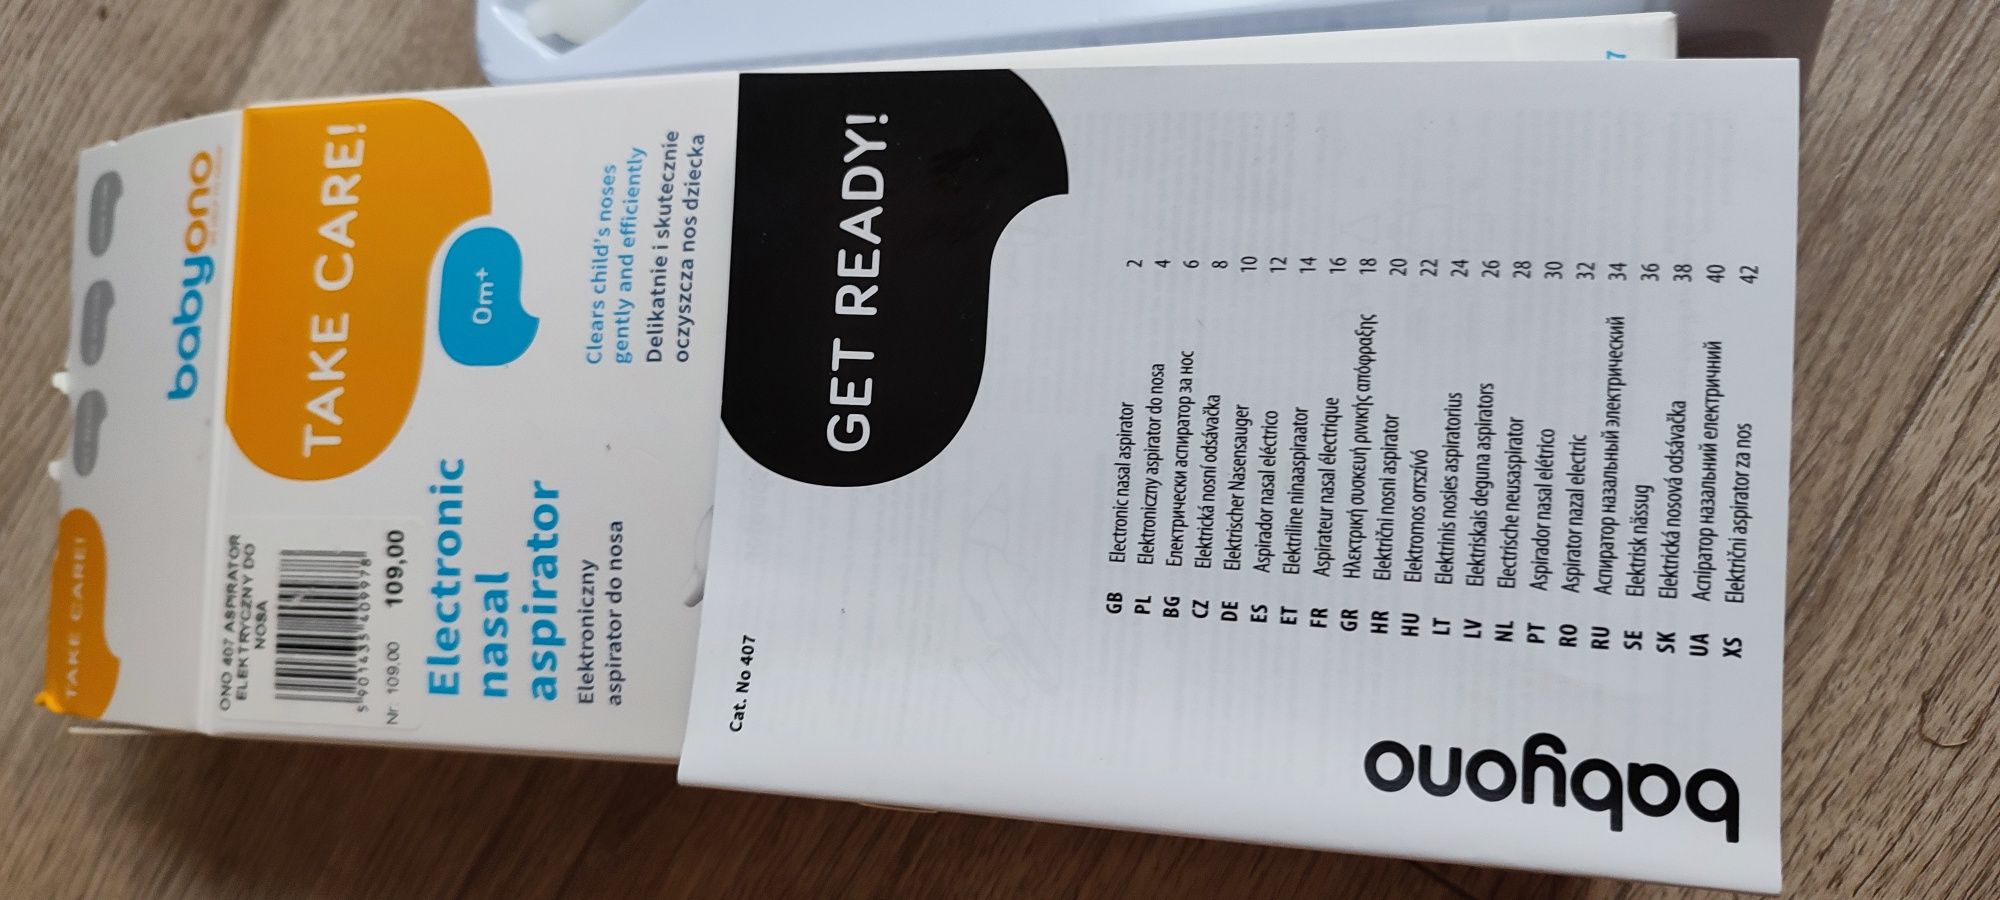 TAKE CARE!
babyono
TAKE CARE!
ONO 407 ASPIRATOR
ELEKTRYCZNY DO
NOSA
5 901435 409978
Nr: 109,00 109,00
Electronic
nasal
aspirator
Elektroniczny
aspirator do nosa
0m+
Clears child's noses
gently and efficiently
Delikatnie i skutecznie
oczyszcza nos dziecka
7
Cat. No 407
GET READY!
GB Electronic nasal aspirator 2
PL Elektroniczny aspirator do nosa 4
BG Електрически аспиратор за нос 6
CZ Elektrická nosní odsávačka 8
DE Elektrischer Nasensauger 10
ES Aspirador nasal eléctrico 12
ET Elektriline ninaaspiraator 14
FR Aspirateur nasal électrique 16
GR Ηλεκτρική συσκευή ρινικής απόφραξης 18
HR Električni nosni aspirator 20
HU Elektromos orrszívó 22
LT Elektrinis nosies aspiratorius 24
LV Elektriskais deguna aspirators 26
NL Electrische neusaspirator 28
PT Aspirador nasal elétrico 30
RO Aspirator nazal electric 32
RU Аспиратор назальный электрический 34
SE Elektrisk nässug 36
SK Elektrická nosová odsávačka 38
UA Аспіратор назальний електричний 40
XS Električni aspirator za nos 42
babyono